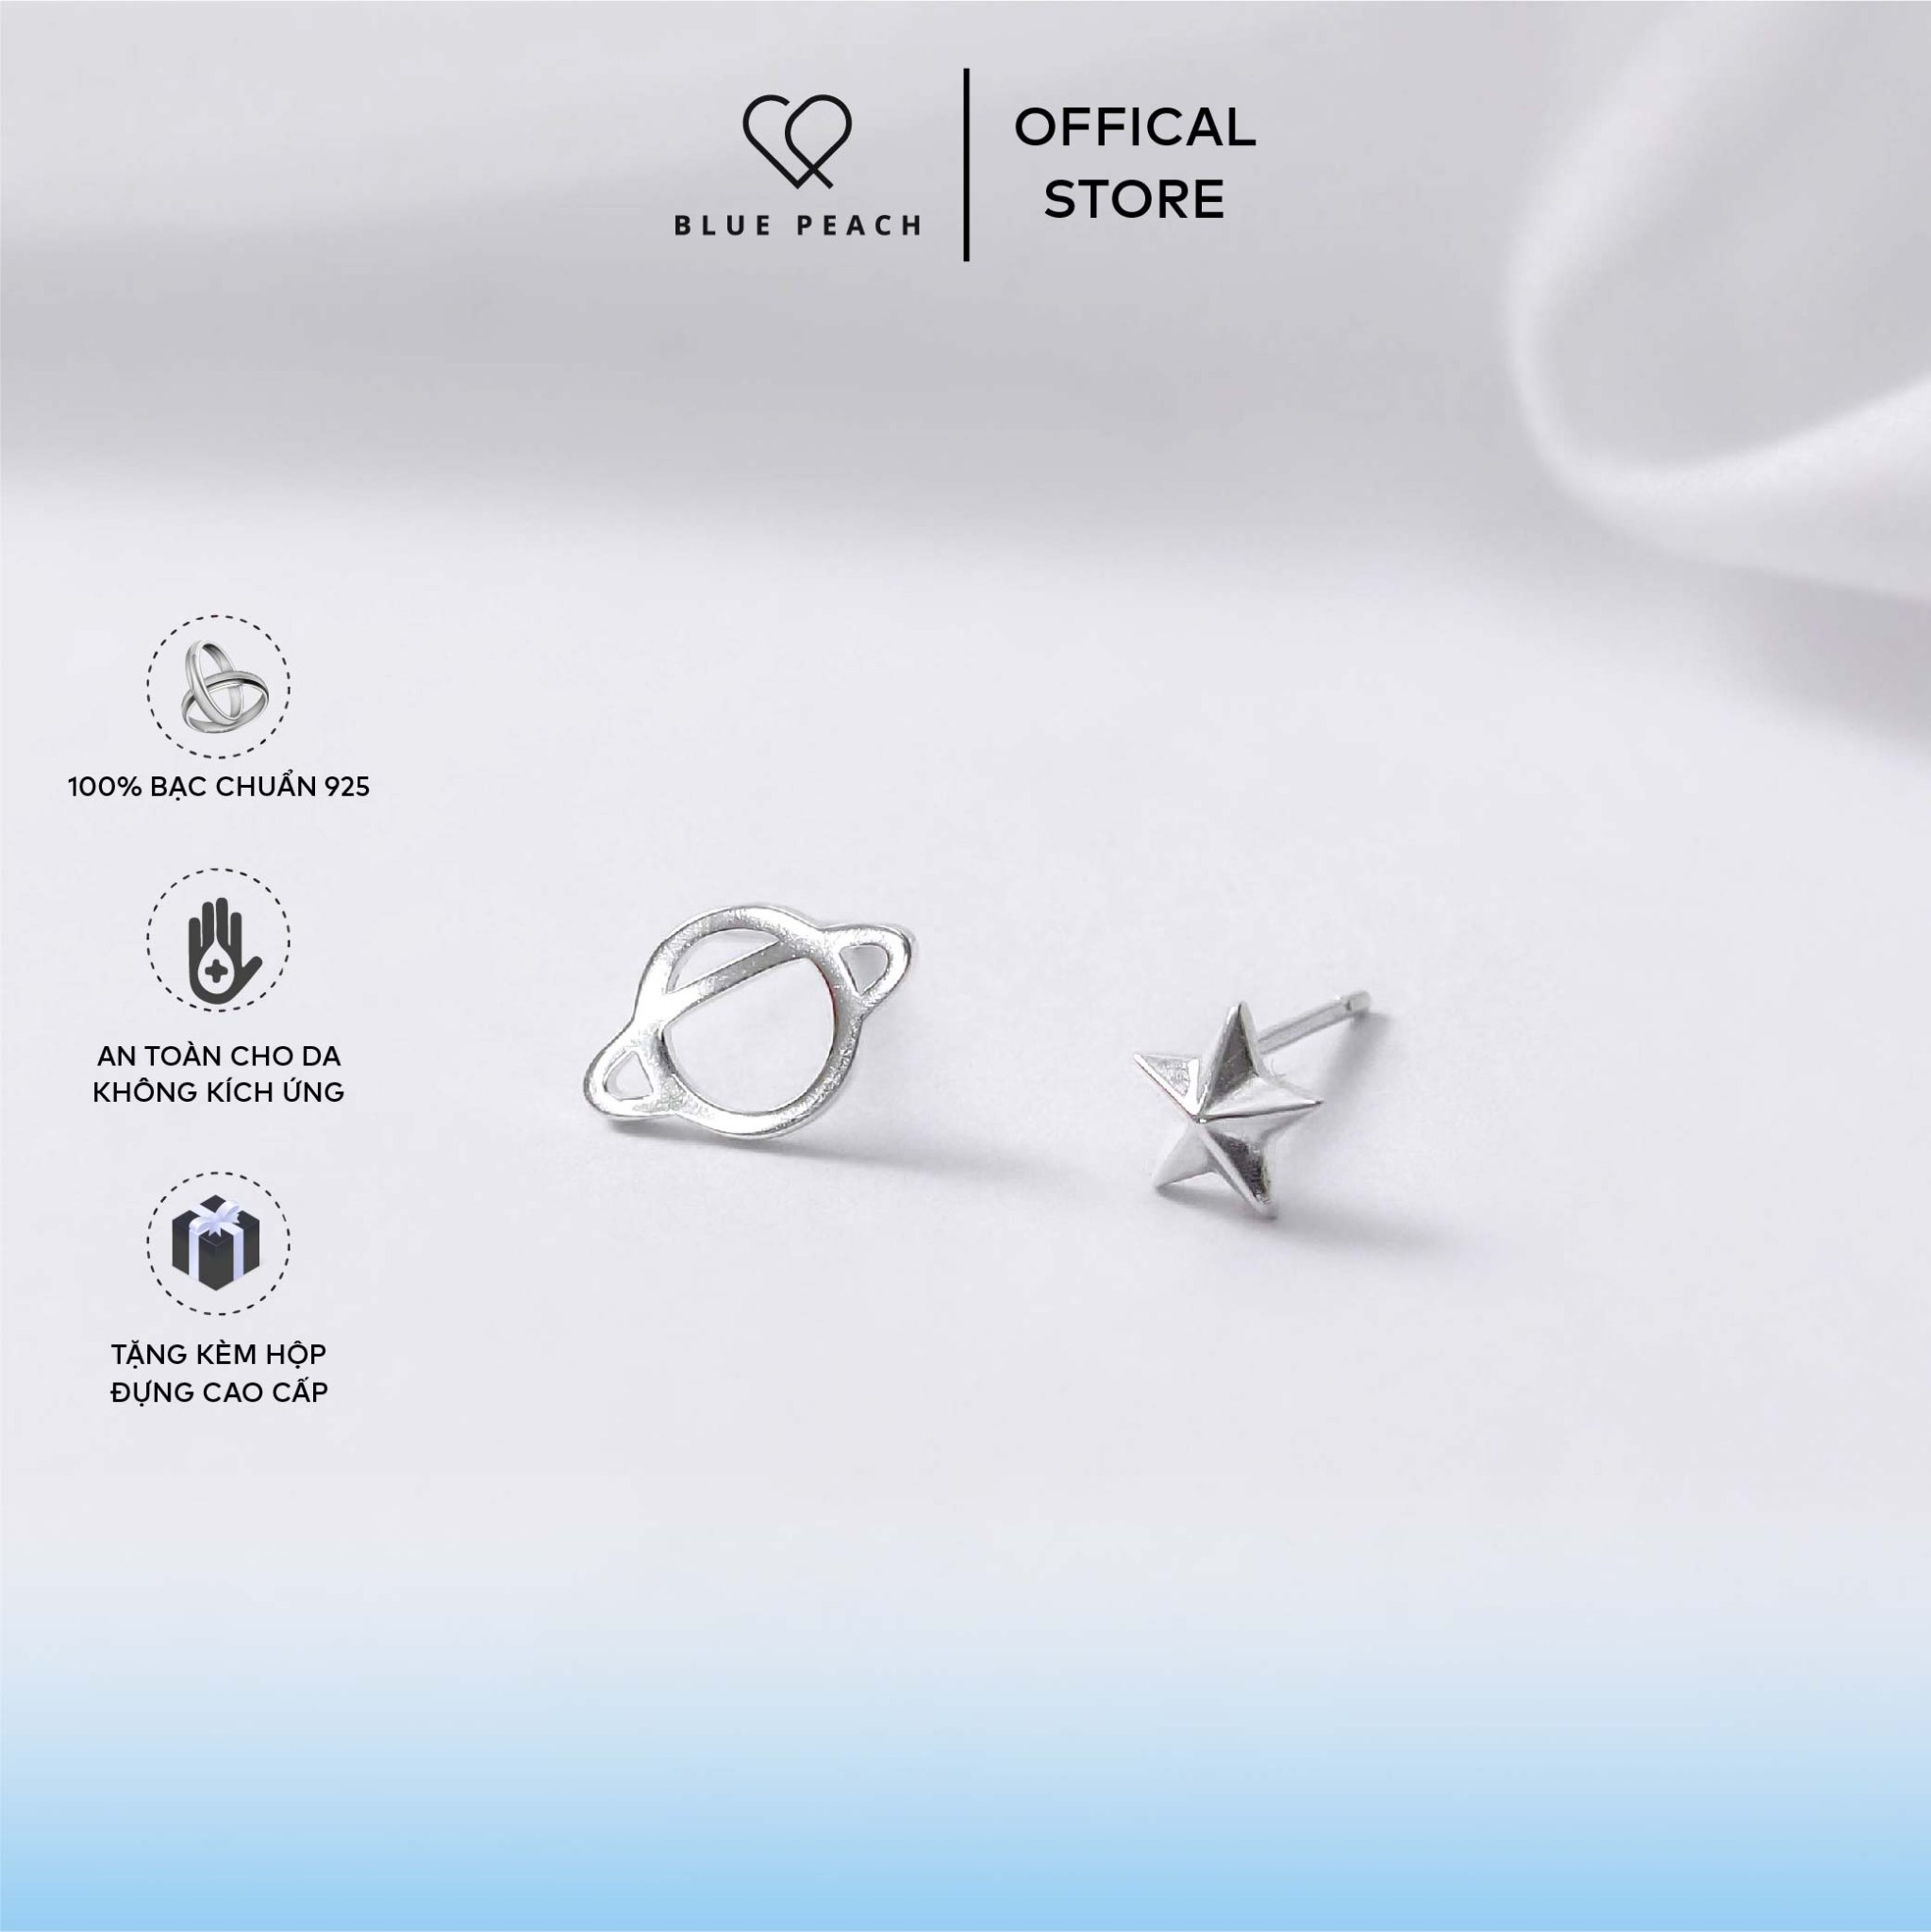 BLUE PEACH
OFFICAL
STORE
100% BẠC CHUẨN 925
AN TOÀN CHO DA
KHÔNG KÍCH ỨNG
TẶNG KÈM HỘP
ĐỰNG CAO CẤP